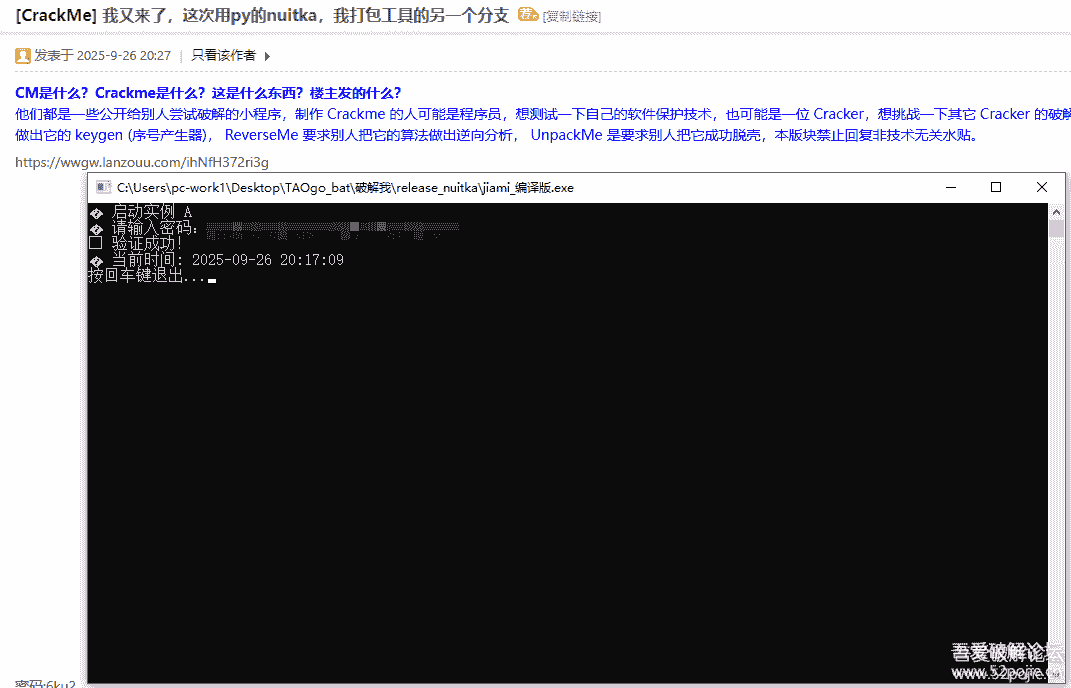 [CrackMe] 我又来了，这次用py的nuitka，我打包工具的另一个分支 荐 [复制链接]
发表于 2025-9-26 20:27 | 只看该作者
CM是什么？Crackme是什么？这是什么东西？楼主发的什么？
他们都是一些公开给别人尝试破解的小程序，制作 Crackme 的人可能是程序员，想测试一下自己的软件保护技术，也可能是一位 Cracker，想挑战一下其它 Cracker 的破解
做出它的 keygen (序号产生器)， ReverseMe 要求别人把它的算法做出逆向分析， UnpackMe 是要求别人把它成功脱壳，本版块禁止回复非技术无关水贴。
https://wwgw.lanzouu.com/ihNfH372ri3g
C:\Users\pc-work1\Desktop\TAOgo_bat\破解我\release_nuitka\jiami_编译版.exe
启动实例 A
请输入密码：
验证成功！
当前时间: 2025-09-26 20:17:09
按回车键退出...
吾爱破解论坛
www.52pojie.cn
密码:6ku2